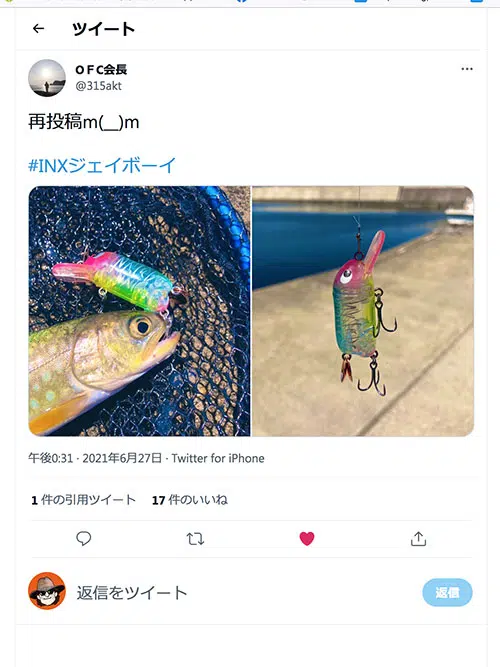 ツイート
OFC会長
@315akt
再投稿m(__)m
#INXジェイボーイ
午後0:31 · 2021年6月27日 · Twitter for iPhone
1 件の引用ツイート 17 件のいいね
返信をツイート
返信